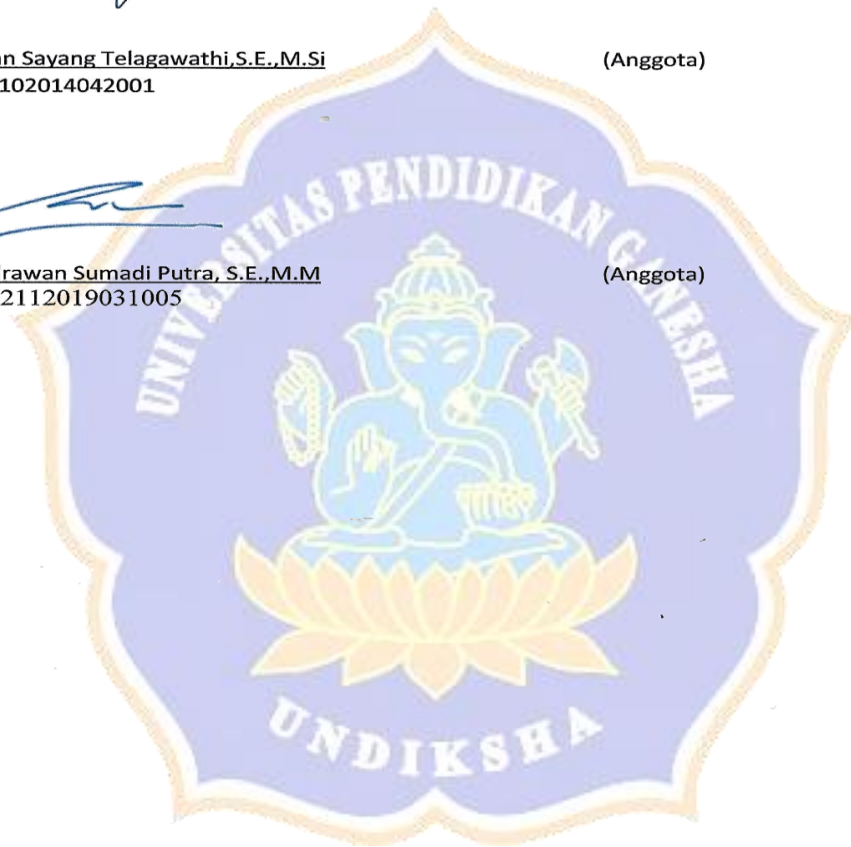 n Sayang Telagawathi,S.E.,M.Si (Anggota)
102014042001
rawan Sumadi Putra, S.E.,M.M (Anggota)
2112019031005
UNIVERSITAS PENDIDIKAN GANESHA
UNDIKSHA